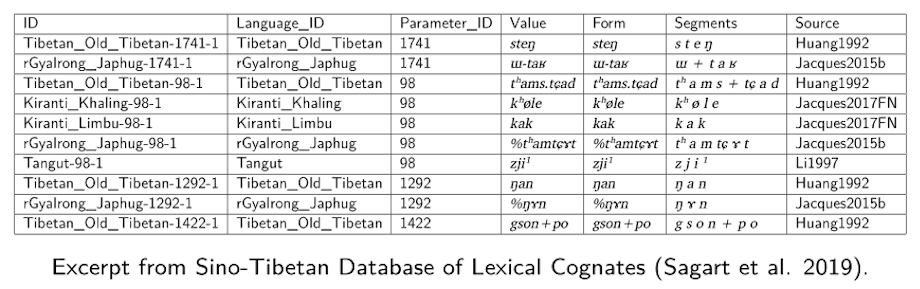 ID Language_ID Parameter_ID Value Form Segments Source
Tibetan_Old_Tibetan-1741-1 Tibetan_Old_Tibetan 1741 steŋ steŋ s t e ŋ Huang1992
rGyalrong_Japhug-1741-1 rGyalrong_Japhug 1741 ɯ-taʁ ɯ-taʁ ɯ + t a ʁ Jacques2015b
Tibetan_Old_Tibetan-98-1 Tibetan_Old_Tibetan 98 tʰams.tɕad tʰams.tɕad tʰ a m s + tɕ a d Huang1992
Kiranti_Khaling-98-1 Kiranti_Khaling 98 kʰøle kʰøle kʰ ø l e Jacques2017FN
Kiranti_Limbu-98-1 Kiranti_Limbu 98 kak kak k a k Jacques2017FN
rGyalrong_Japhug-98-1 rGyalrong_Japhug 98 %tʰamtɕɤt %tʰamtɕɤt tʰ a m tɕ ɤ t Jacques2015b
Tangut-98-1 Tangut 98 zji¹ zji¹ z j i ¹ Li1997
Tibetan_Old_Tibetan-1292-1 Tibetan_Old_Tibetan 1292 ŋan ŋan ŋ a n Huang1992
rGyalrong_Japhug-1292-1 rGyalrong_Japhug 1292 %ŋɤn %ŋɤn ŋ ɤ n Jacques2015b
Tibetan_Old_Tibetan-1422-1 Tibetan_Old_Tibetan 1422 gson+po gson+po g s o n + p o Huang1992
Excerpt from Sino-Tibetan Database of Lexical Cognates (Sagart et al. 2019).